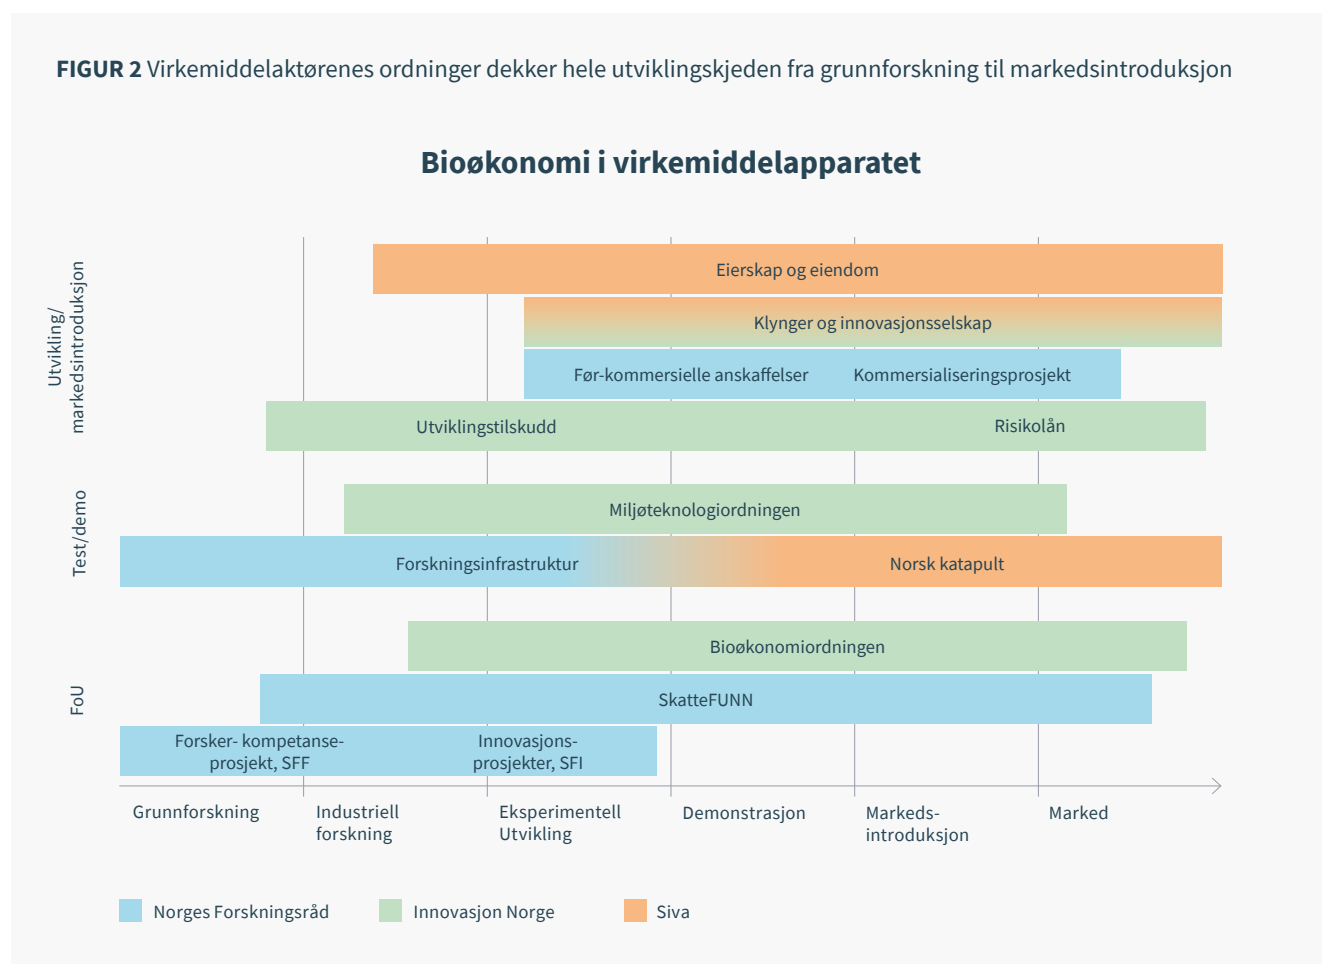 FIGUR 2 Virkemiddelaktørenes ordninger dekker hele utviklingskjeden fra grunnforskning til markedsintroduksjon
Bioøkonomi i virkemiddelapparatet
Utvikling/
markedsintroduksjon
Eierskap og eiendom
Klynger og innovasjonsselskap
Før-kommersielle anskaffelser
Kommersialiseringsprosjekt
Utviklingstilskudd
Risikolån
Test/demo
Miljøteknologiordningen
Forskningsinfrastruktur
Norsk katapult
FoU
Bioøkonomiordningen
SkatteFUNN
Forsker- kompetanse-
prosjekt, SFF
Innovasjons-
prosjekter, SFI
Grunnforskning
Industriell
forskning
Eksperimentell
Utvikling
Demonstrasjon
Markeds-
introduksjon
Marked
Norges Forskningsråd
Innovasjon Norge
Siva